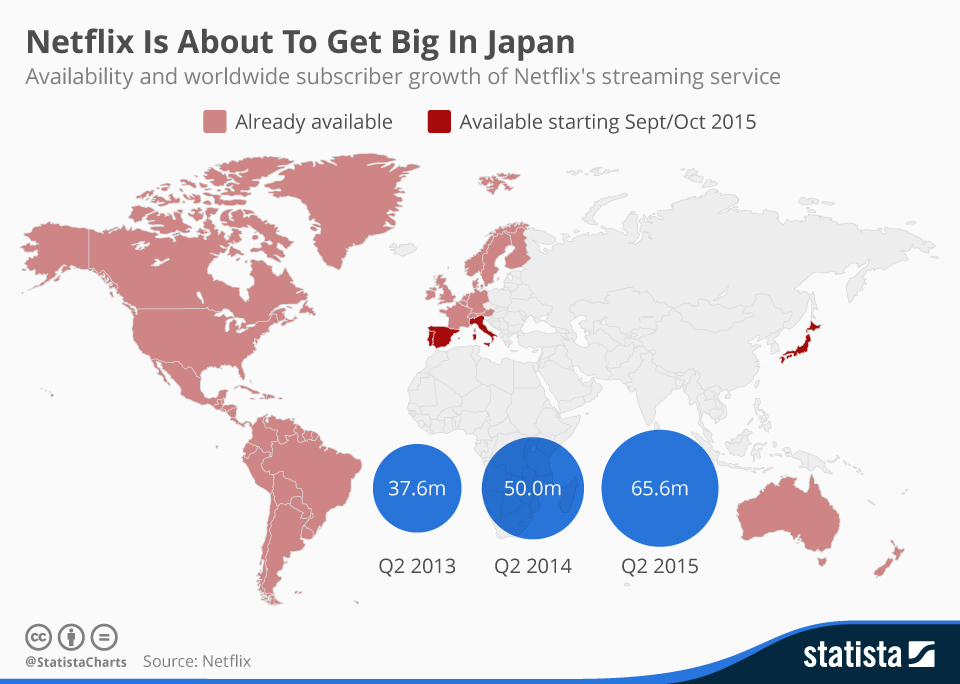 Netflix Is About To Get Big In Japan
Availability and worldwide subscriber growth of Netflix's streaming service
Already available
Available starting Sept/Oct 2015
37.6m
50.0m
65.6m
Q2 2013
Q2 2014
Q2 2015
cc
@StatistaCharts
Source: Netflix
statista